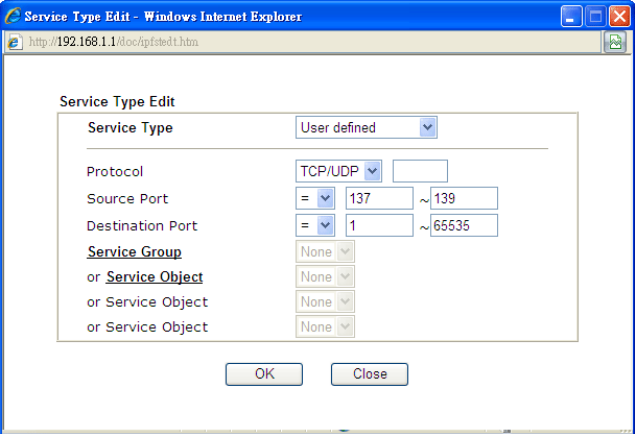 Service Type Edit - Windows Internet Explorer
http://192.168.1.1/doc/ipfstedt.htm
Service Type Edit
Service Type User defined
Protocol TCP/UDP
Source Port = 137 ~ 139
Destination Port = 1 ~ 65535
Service Group None
or Service Object None
or Service Object None
or Service Object None
OK Close